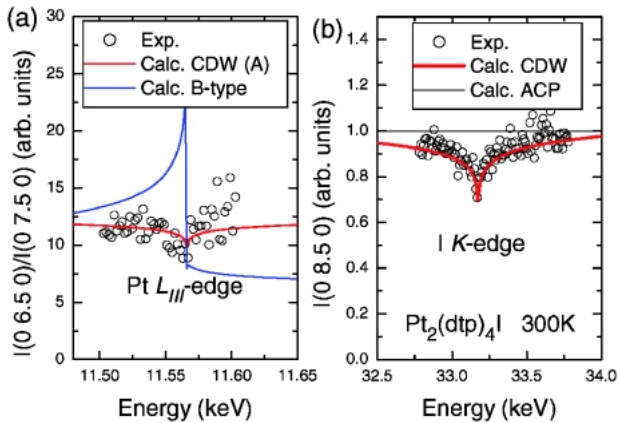 (a)
I(0 6.5 0)/I(0 7.5 0) (arb. units)
30
25
20
15
10
5
0
Exp.
Calc. CDW (A)
Calc. B-type
Pt L_III-edge
11.50
11.55
11.60
11.65
Energy (keV)
(b)
I(0 8.5 0) (arb. units)
1.4
1.2
1.0
0.8
0.6
0.4
0.2
0.0
Exp.
Calc. CDW
Calc. ACP
I K-edge
Pt₂(dtp)₄I 300K
32.5
33.0
33.5
34.0
Energy (keV)